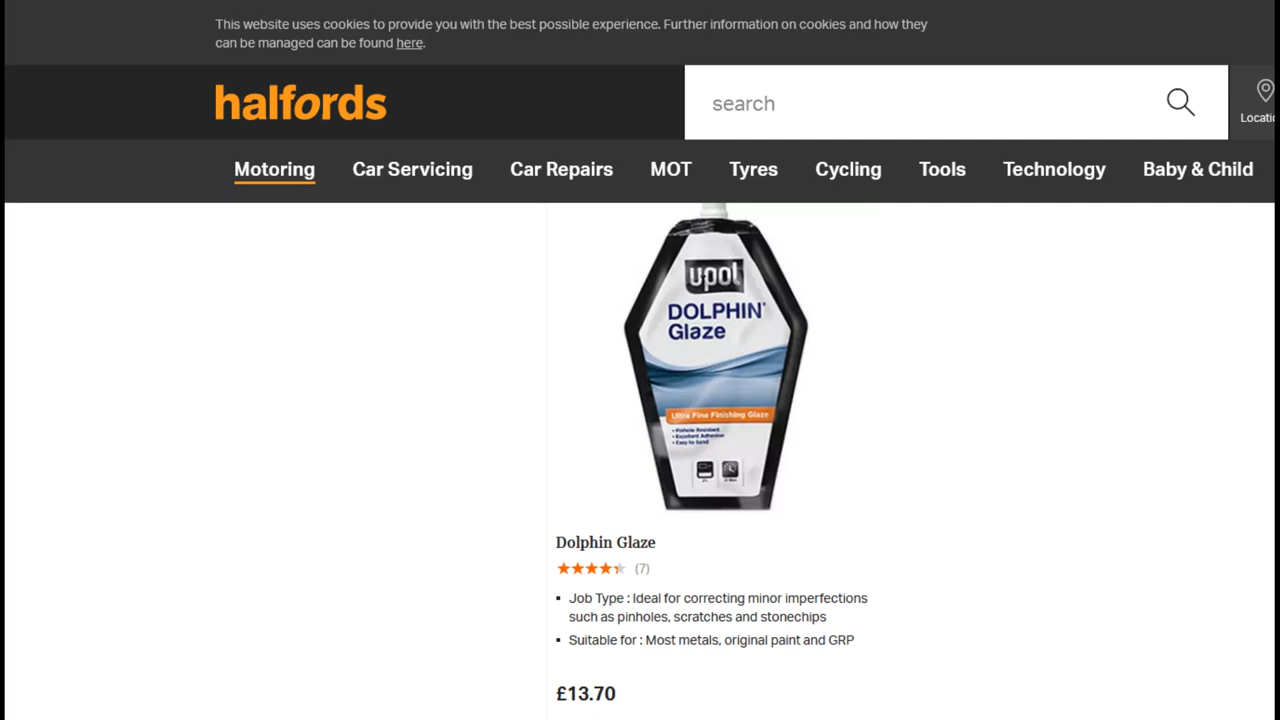 This website uses cookies to provide you with the best possible experience. Further information on cookies and how they
can be managed can be found here.
halfords
search
Locatio
Motoring Car Servicing Car Repairs MOT Tyres Cycling Tools Technology Baby & Child
upol
DOLPHIN
Glaze
Ultra Fine Finishing Glaze
• Pinhole Resistant
• Excellent Adhesion
• Easy to Sand
Dolphin Glaze
(7)
▪ Job Type : Ideal for correcting minor imperfections
such as pinholes, scratches and stonechips
▪ Suitable for : Most metals, original paint and GRP
£13.70